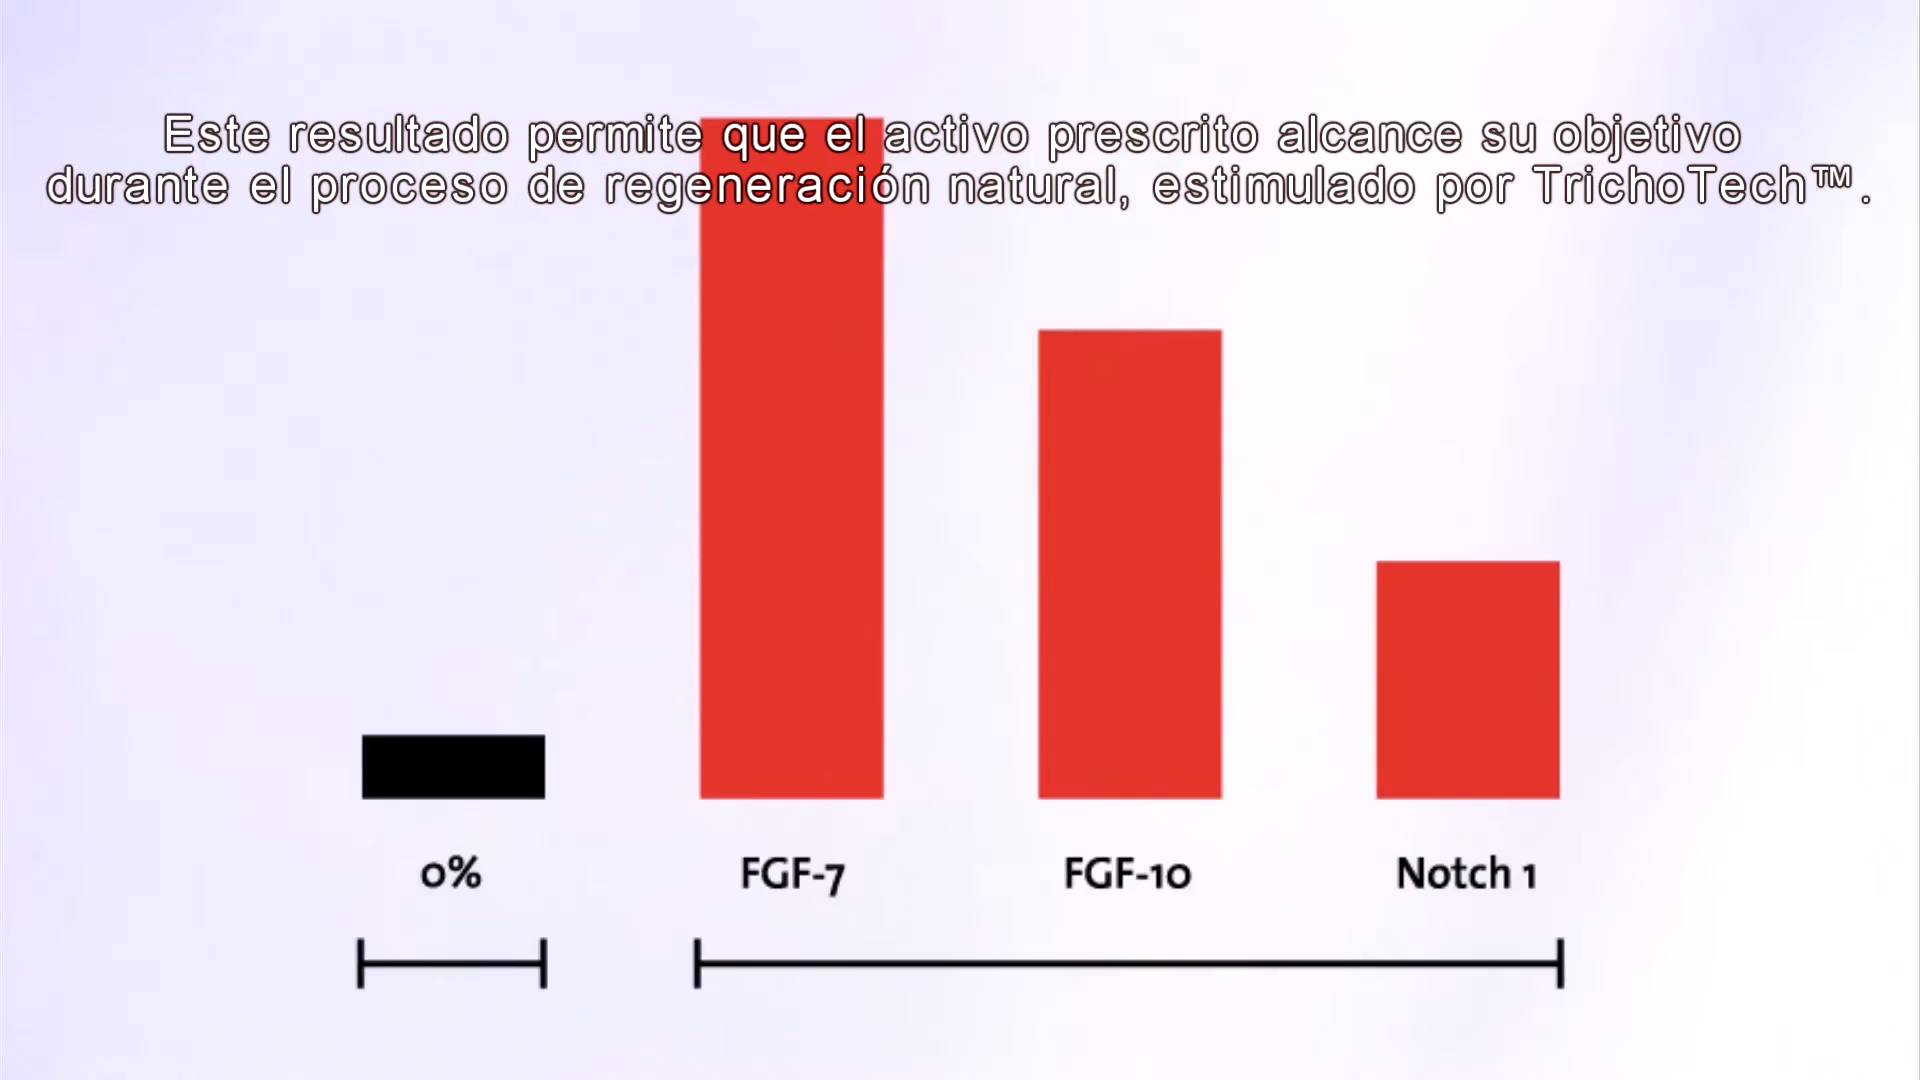 Este resultado permite que el activo prescrito alcance su objetivo
durante el proceso de regeneración natural, estimulado por TrichoTech™.
0% FGF-7 FGF-10 Notch 1